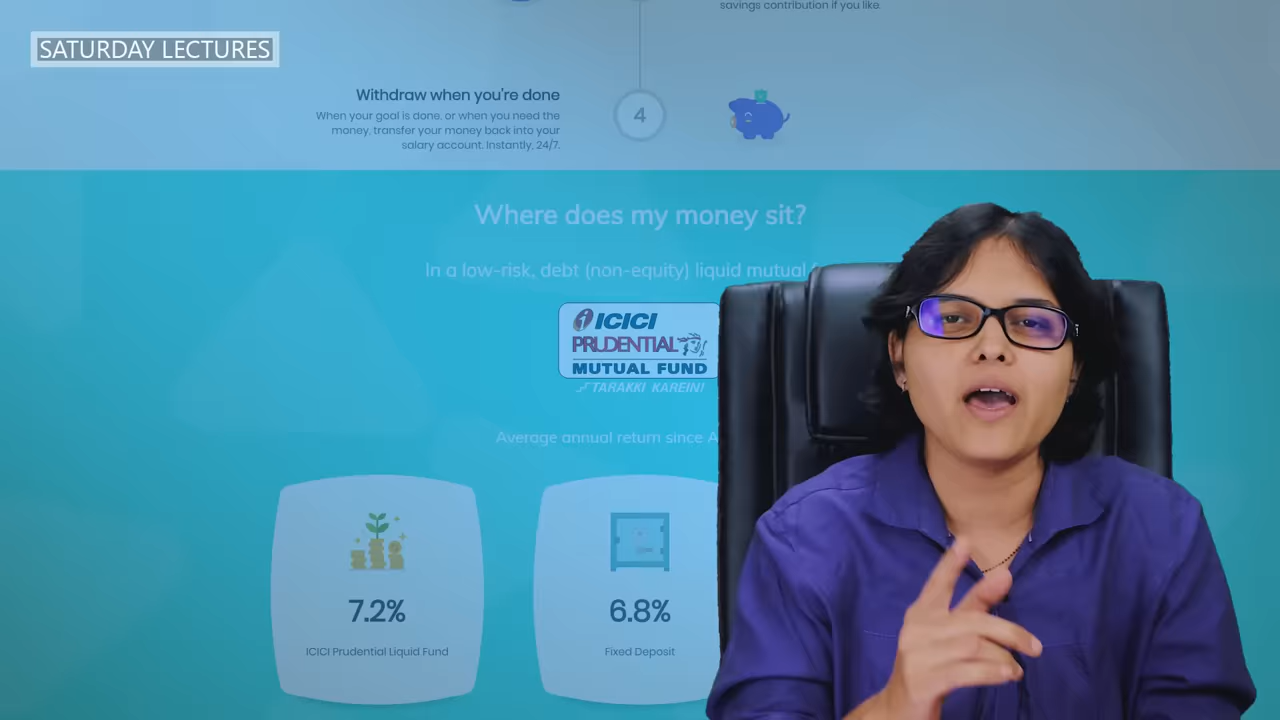 savings contribution if you like.
SATURDAY LECTURES
Withdraw when you're done
When your goal is done, or when you need the
money, transfer your money back into your
salary account. Instantly, 24/7.
4
Where does my money sit?
In a low-risk, debt (non-equity) liquid mutual
i ICICI
PRUDENTIAL
MUTUAL FUND
TARAKKI KAREIN!
Average annual return since A
7.2%
ICICI Prudential Liquid Fund
6.8%
Fixed Deposit